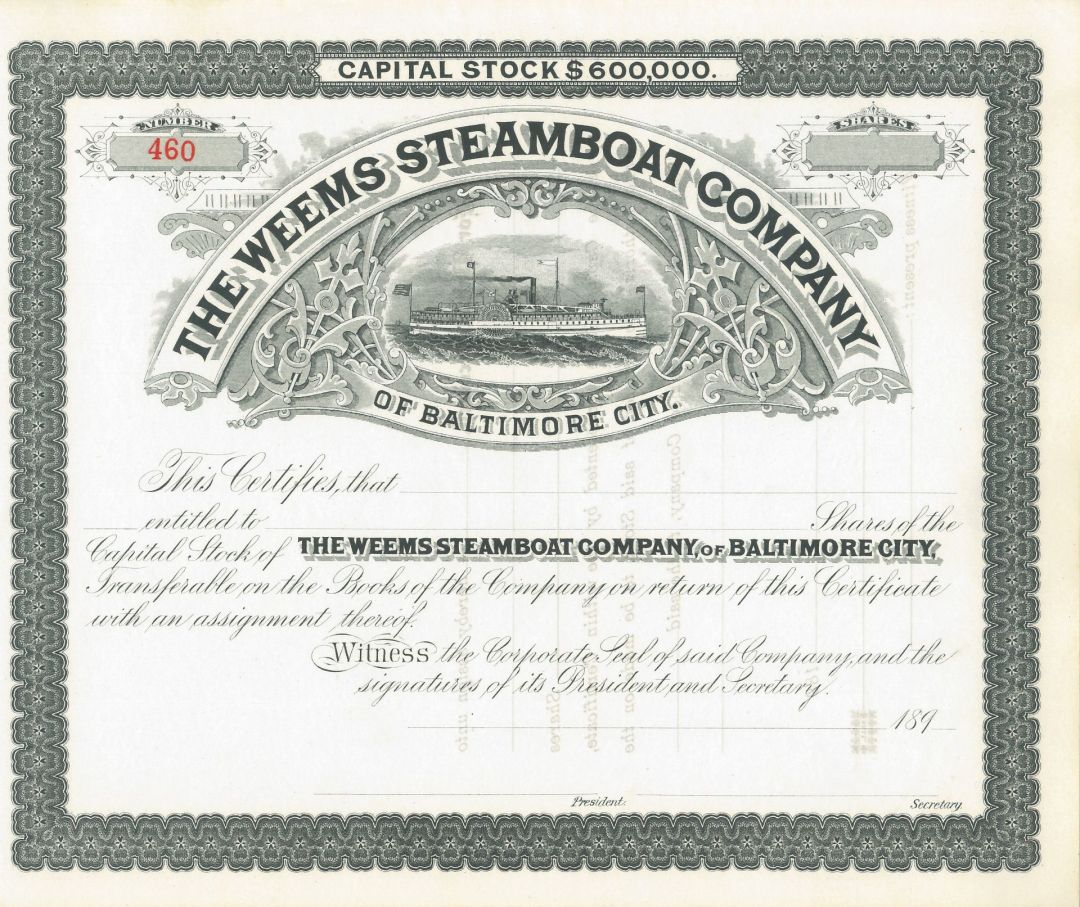 CAPITAL STOCK $600,000.
NUMBER
460
SHARES
THE WEEMS STEAMBOAT COMPANY
OF BALTIMORE CITY.
This Certifies, that
entitled to Shares of the
Capital Stock of THE WEEMS STEAMBOAT COMPANY, OF BALTIMORE CITY,
Transferable on the Books of the Company on return of this Certificate
with an assignment thereof.
Witness the Corporate Seal of said Company, and the
signatures of its President, and Secretary.
189
President.
Secretary.